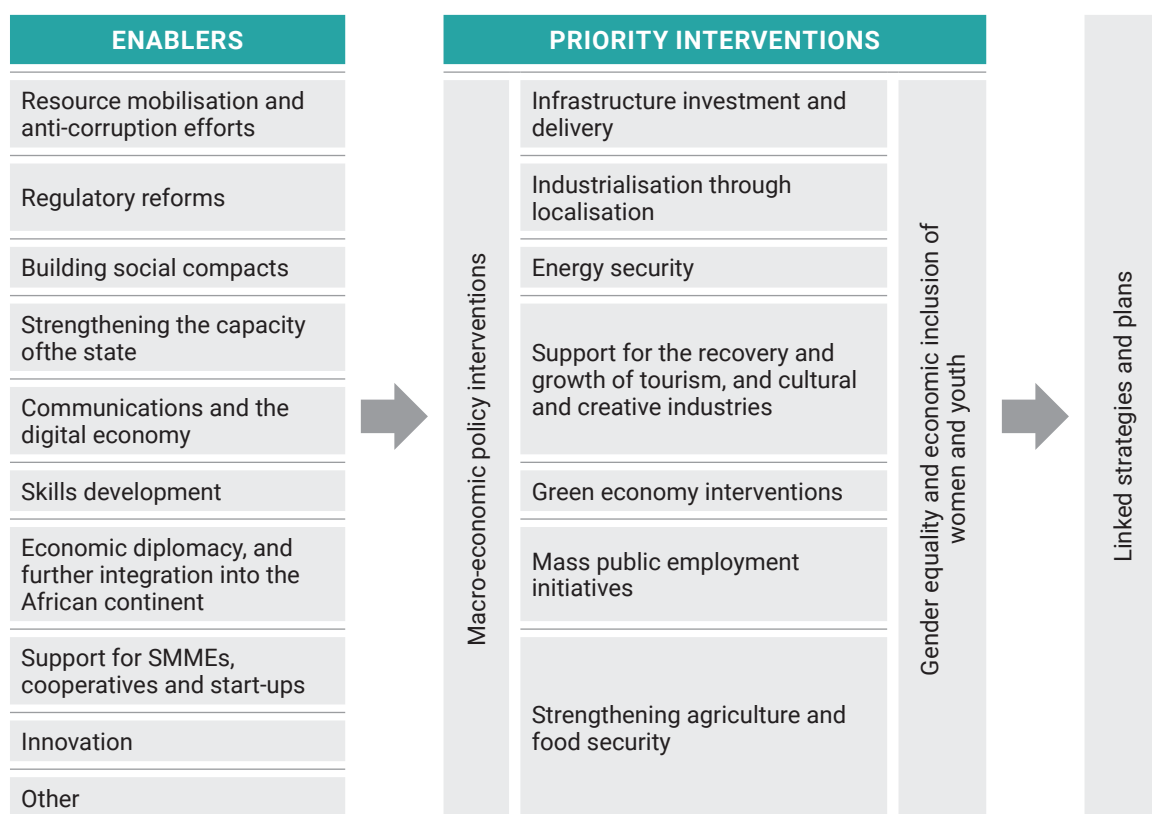 ENABLERS
Resource mobilisation and
anti-corruption efforts
Regulatory reforms
Building social compacts
Strengthening the capacity
ofthe state
Communications and the
digital economy
Skills development
Economic diplomacy, and
further integration into the
African continent
Support for SMMEs,
cooperatives and start-ups
Innovation
Other
PRIORITY INTERVENTIONS
Macro-economic policy interventions
Infrastructure investment and
delivery
Industrialisation through
localisation
Energy security
Support for the recovery and
growth of tourism, and cultural
and creative industries
Green economy interventions
Mass public employment
initiatives
Strengthening agriculture and
food security
Gender equality and economic inclusion of
women and youth
Linked strategies and plans